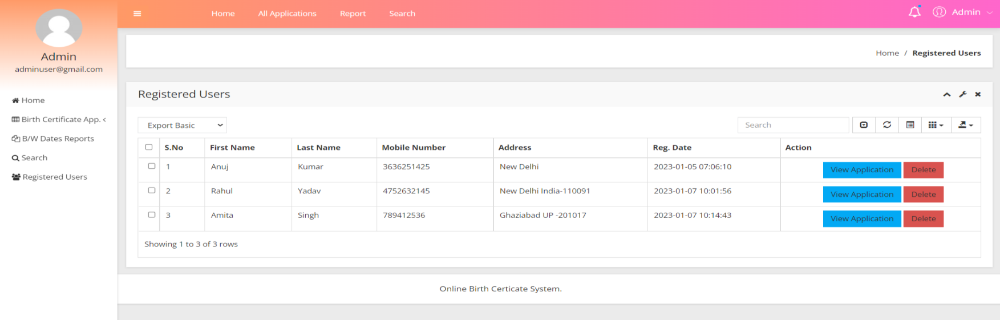 Home All Applications Report Search Admin
Admin
adminuser@gmail.com
Home
Birth Certificate App.
B/W Dates Reports
Search
Registered Users
Home / Registered Users
Registered Users
Export Basic Search
S.No First Name Last Name Mobile Number Address Reg. Date Action
1 Anuj Kumar 3636251425 New Delhi 2023-01-05 07:06:10 View Application Delete
2 Rahul Yadav 4752632145 New Delhi India-110091 2023-01-07 10:01:56 View Application Delete
3 Amita Singh 789412536 Ghaziabad UP -201017 2023-01-07 10:14:43 View Application Delete
Showing 1 to 3 of 3 rows
Online Birth Certicate System.